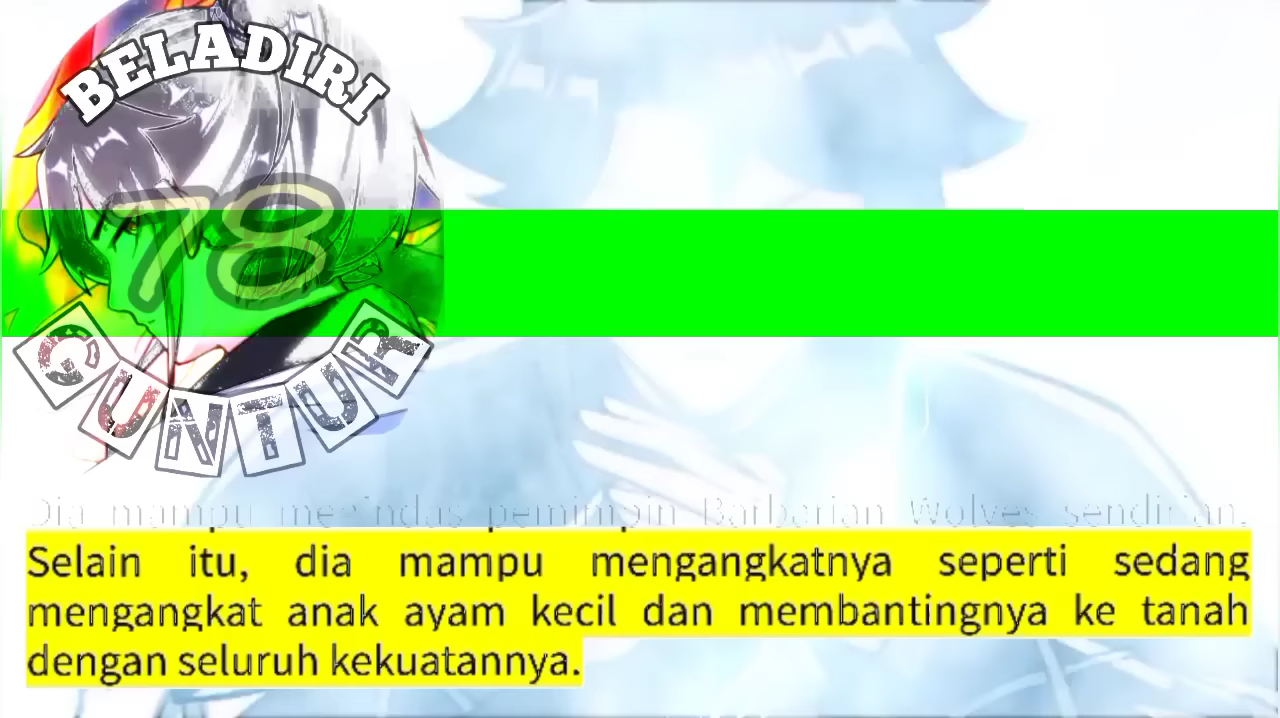 BELADIRI
78
GUNTUR
Dia mampu menindas pemimpin Barbarian Wolves sendirian.
Selain itu, dia mampu mengangkatnya seperti sedang
mengangkat anak ayam kecil dan membantingnya ke tanah
dengan seluruh kekuatannya.